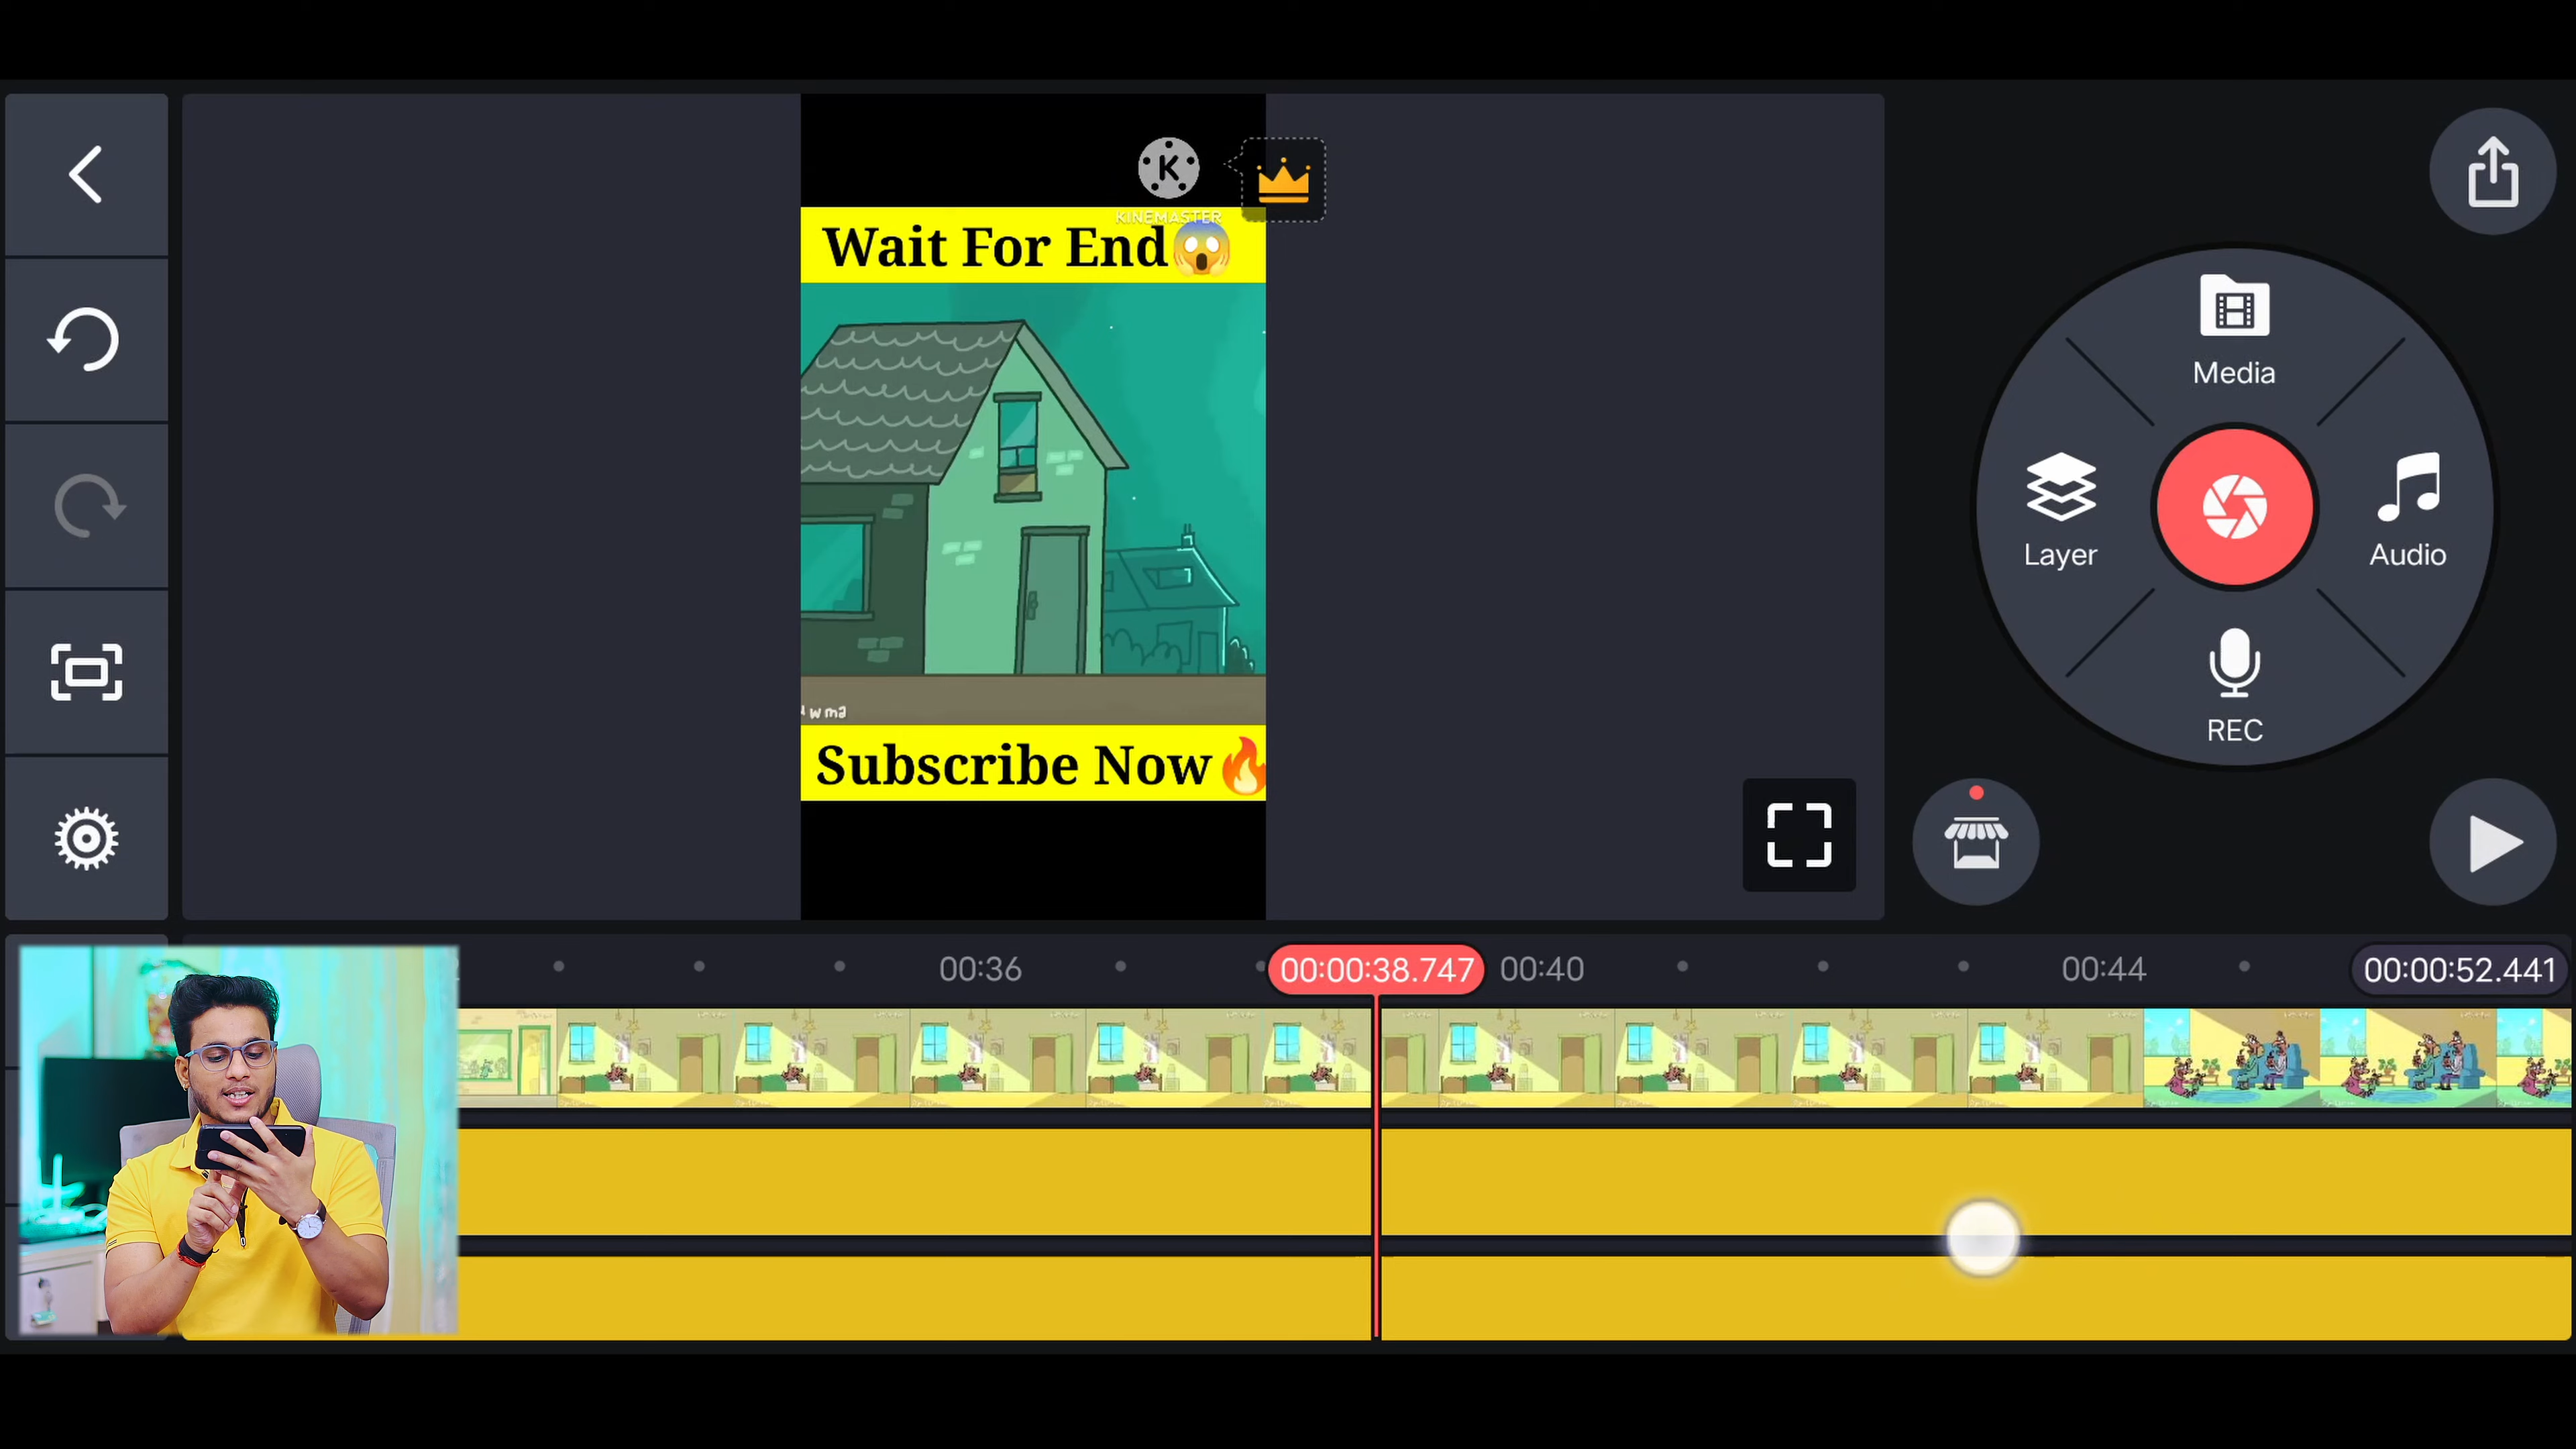 KINEMASTER
Wait For End😱
Subscribe Now🔥
Media
Layer
Audio
REC
00:36
00:00:38.747
00:40
00:44
00:00:52.441